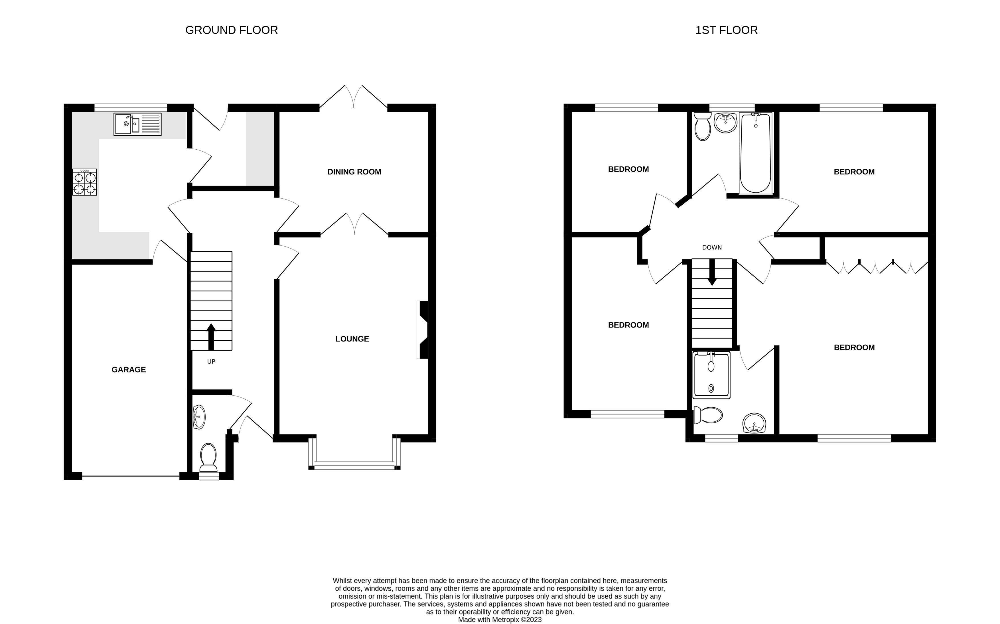 GROUND FLOOR
1ST FLOOR
DINING ROOM
LOUNGE
GARAGE
UP
BEDROOM
BEDROOM
DOWN
BEDROOM
BEDROOM
Whilst every attempt has been made to ensure the accuracy of the floorplan contained here, measurements
of doors, windows, rooms and any other items are approximate and no responsibility is taken for any error,
omission or mis-statement. This plan is for illustrative purposes only and should be used as such by any
prospective purchaser. The services, systems and appliances shown have not been tested and no guarantee
as to their operability or efficiency can be given.
Made with Metropix ©2023